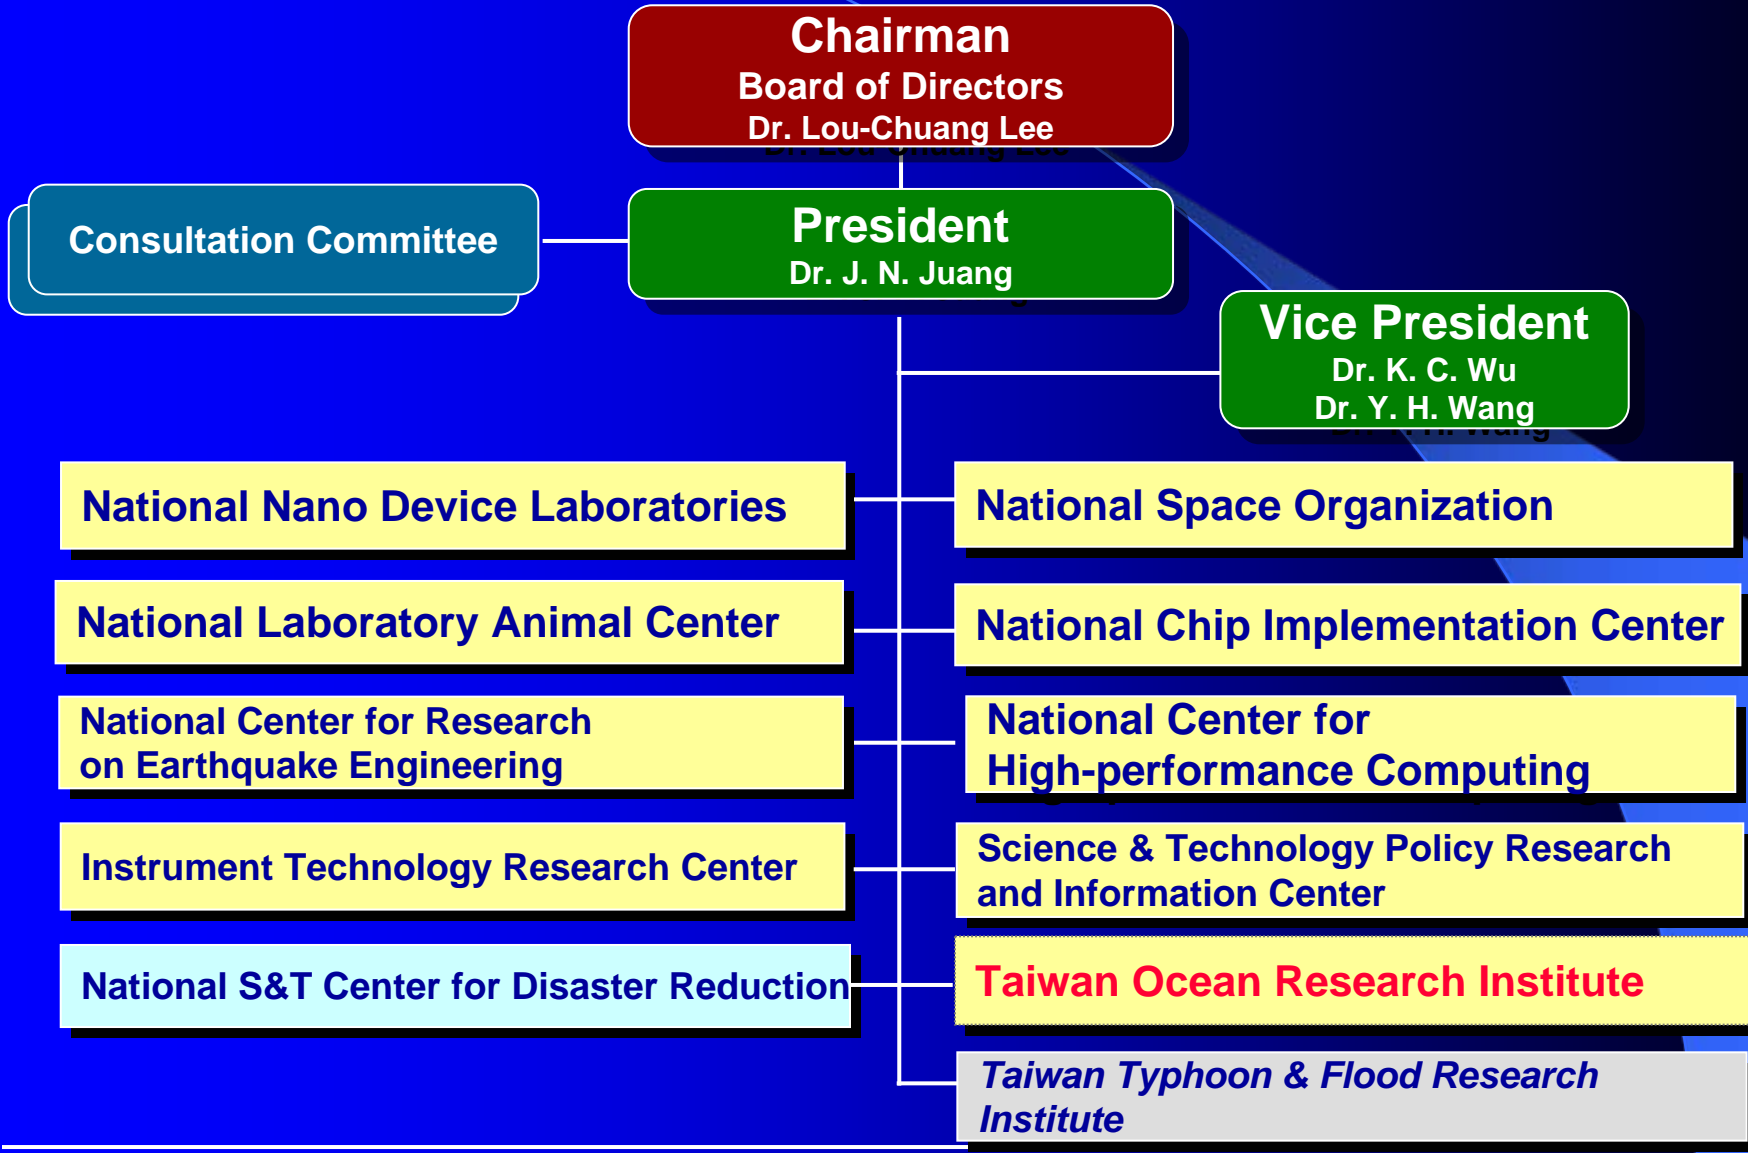 Chairman
Board of Directors
Dr. Lou-Chuang Lee
Consultation Committee
President
Dr. J. N. Juang
Vice President
Dr. K. C. Wu
Dr. Y. H. Wang
National Nano Device Laboratories
National Space Organization
National Laboratory Animal Center
National Chip Implementation Center
National Center for Research
on Earthquake Engineering
National Center for
High-performance Computing
Instrument Technology Research Center
Science & Technology Policy Research
and Information Center
National S&T Center for Disaster Reduction
Taiwan Ocean Research Institute
Taiwan Typhoon & Flood Research
Institute